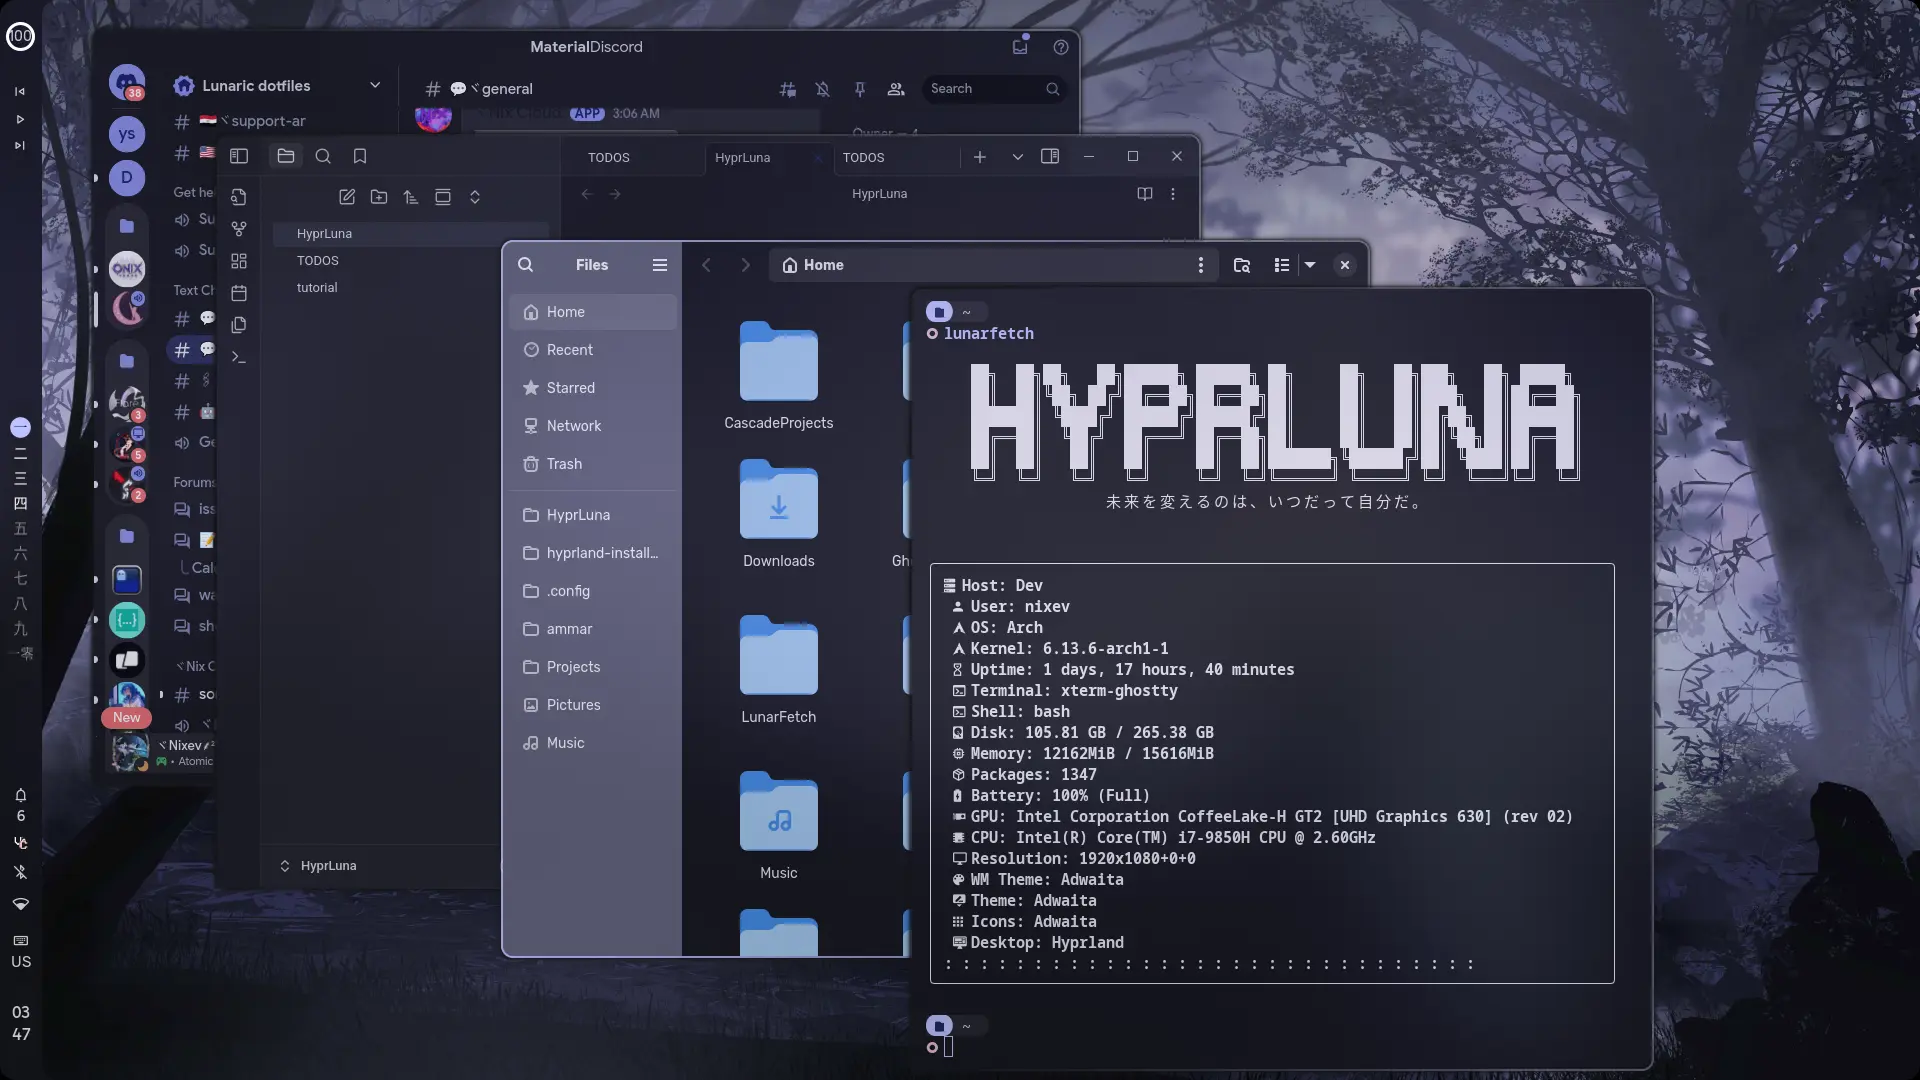 100
一
二
三
四
五
六
七
八
九
一零
6
US
03
47
MaterialDiscord
38
Lunaric dotfiles
general
Search
support-ar
APP 3:06 AM
ys
D
Get he
Su
Su
ONIX
Text Ch
3
Ge
5
Forums
2
iss
Cal
wa
{...}
sh
Nix C
so
New
Nixev
Atomic
TODOS
HyprLuna
TODOS
HyprLuna
HyprLuna
TODOS
tutorial
HyprLuna
Files
Home
Home
Recent
Starred
Network
Trash
HyprLuna
hyprland-install...
.config
ammar
Projects
Pictures
Music
CascadeProjects
Downloads
Gh
LunarFetch
Music
~
lunarfetch
HYPRLUNA
未来を変えるのは、いつだって自分だ。
Host: Dev
User: nixev
OS: Arch
Kernel: 6.13.6-arch1-1
Uptime: 1 days, 17 hours, 40 minutes
Terminal: xterm-ghostty
Shell: bash
Disk: 105.81 GB / 265.38 GB
Memory: 12162MiB / 15616MiB
Packages: 1347
Battery: 100% (Full)
GPU: Intel Corporation CoffeeLake-H GT2 [UHD Graphics 630] (rev 02)
CPU: Intel(R) Core(TM) i7-9850H CPU @ 2.60GHz
Resolution: 1920x1080+0+0
WM Theme: Adwaita
Theme: Adwaita
Icons: Adwaita
Desktop: Hyprland
: : : : : : : : : : : : : : : : : : : : : : : : : : : : : :
~